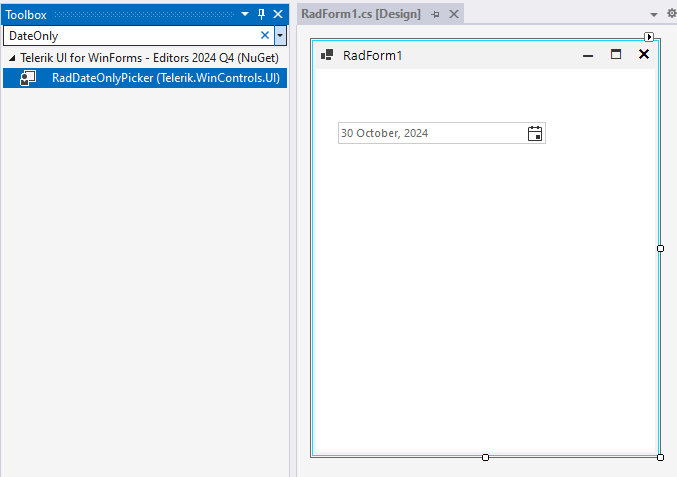 Toolbox
DateOnly
Telerik UI for WinForms - Editors 2024 Q4 (NuGet)
RadDateOnlyPicker (Telerik.WinControls.UI)
RadForm1.cs [Design]
RadForm1
30 October, 2024